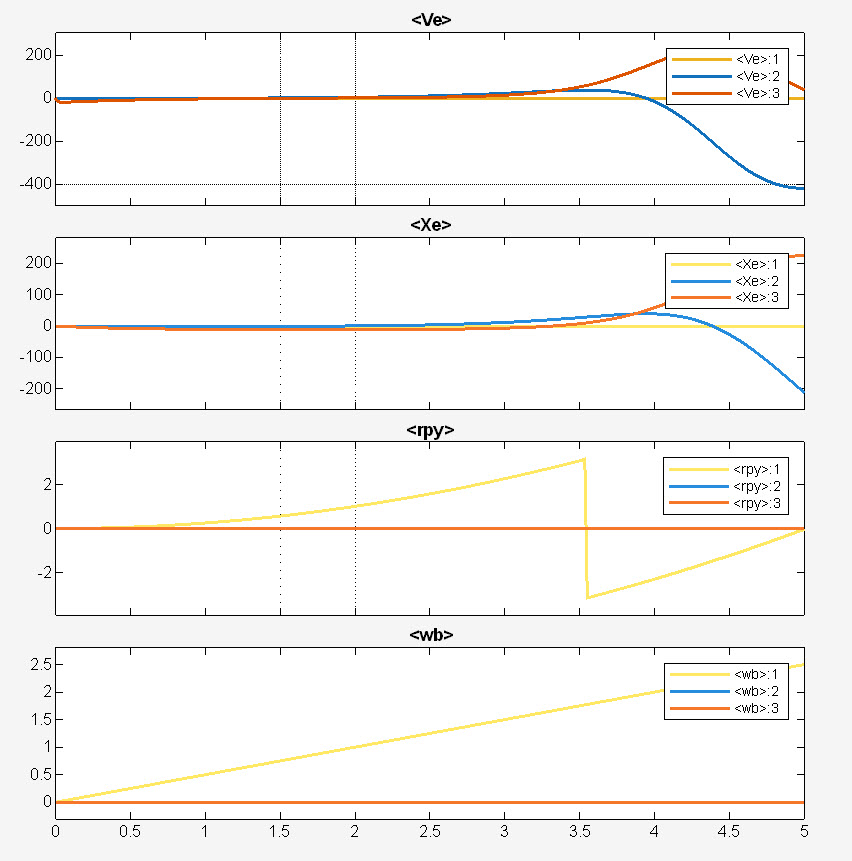 <Ve>
200
0
-200
-400
<Ve>:1
<Ve>:2
<Ve>:3
<Xe>
200
100
0
-100
-200
<Xe>:1
<Xe>:2
<Xe>:3
<rpy>
2
0
-2
<rpy>:1
<rpy>:2
<rpy>:3
<wb>
2.5
2
1.5
1
0.5
0
<wb>:1
<wb>:2
<wb>:3
0 0.5 1 1.5 2 2.5 3 3.5 4 4.5 5